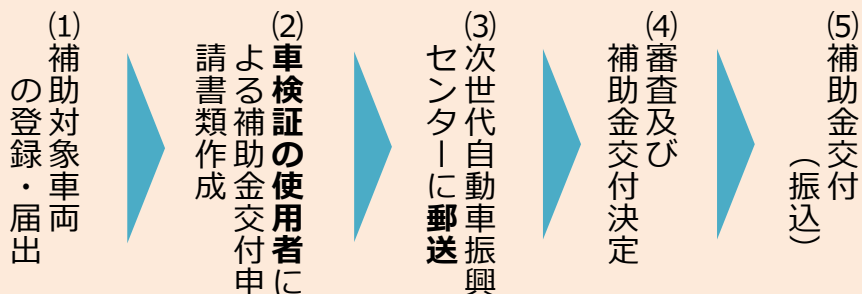 ⑴補助対象車両
の登録・届出
⑵車検証の使用者に
よる補助金交付申
請書類作成
⑶次世代自動車振興
センターに郵送
⑷審査及び
補助金交付決定
⑸補助金交付
（振込）